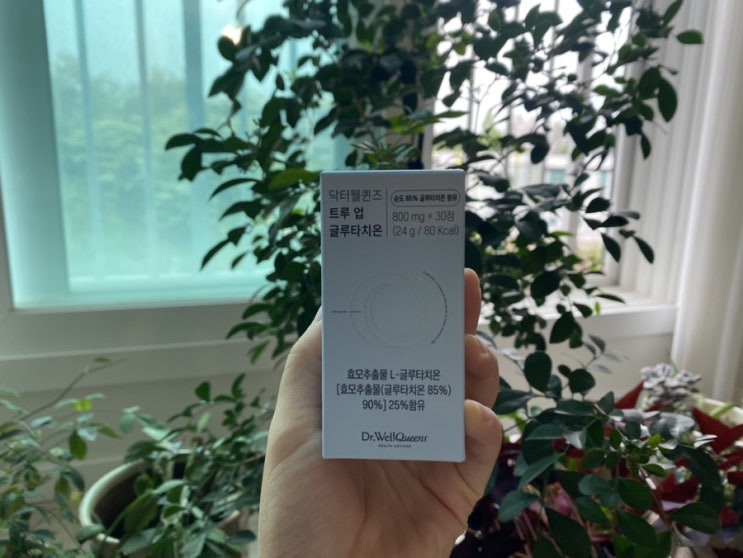 닥터웰퀸즈
트루 업
글루타치온
순도 85% 글루타치온 함유
800 mg × 30정
(24 g / 80 Kcal)
효모추출물 L-글루타치온
[효모추출물(글루타치온 85%)
90%] 25%함유
Dr.WellQueens